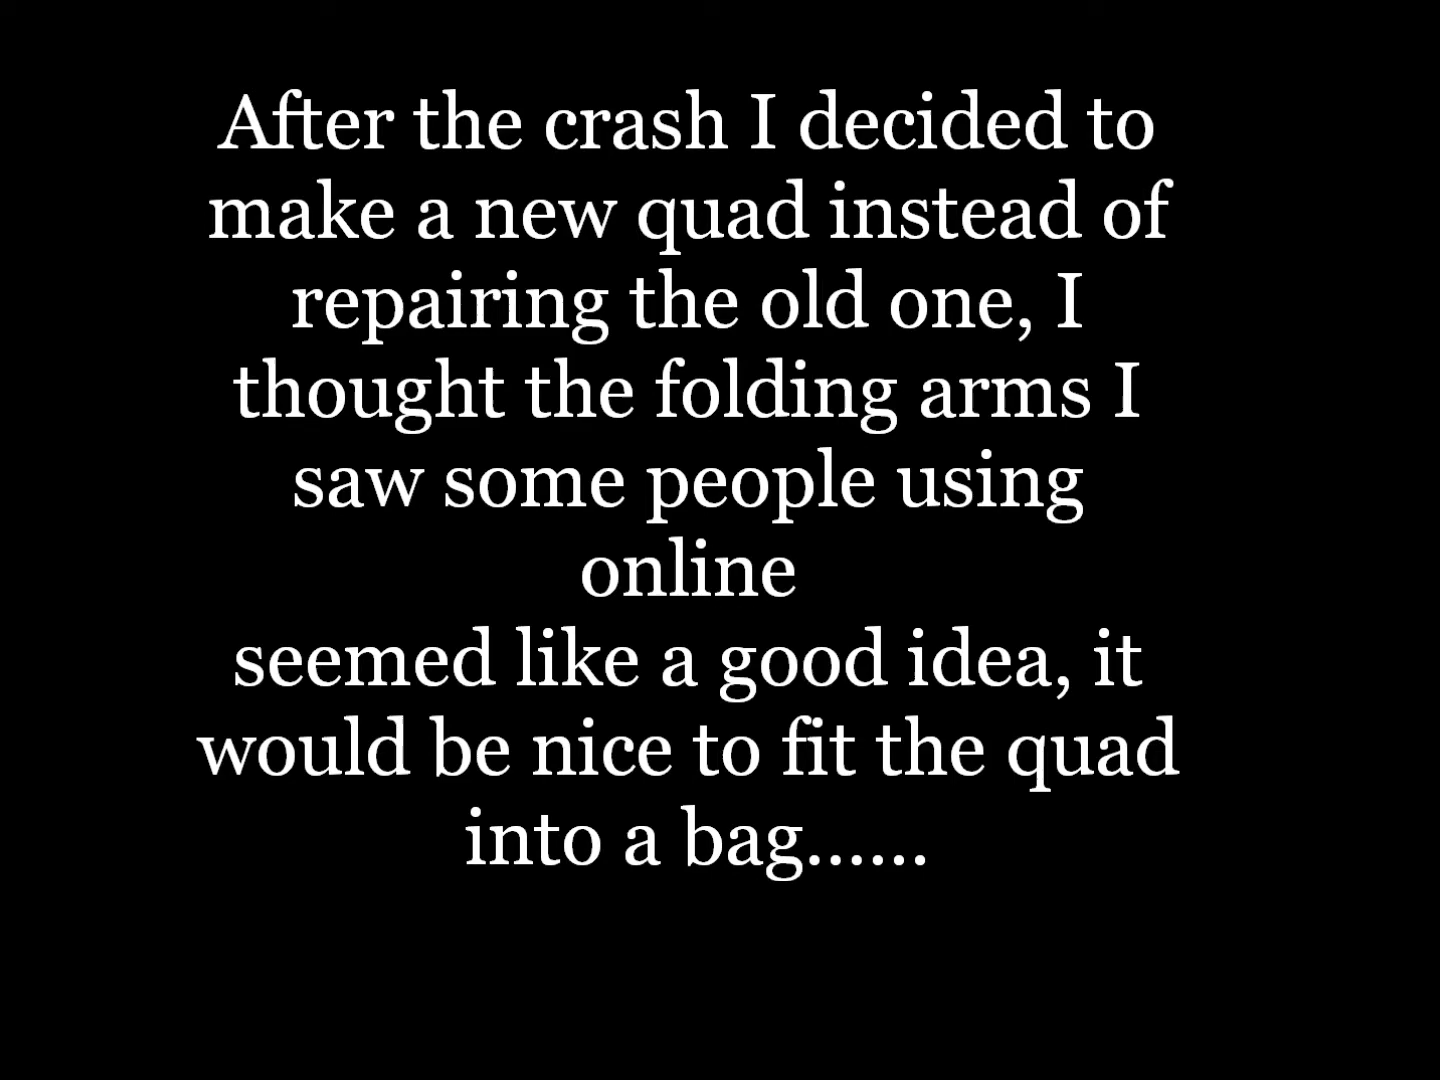 After the crash I decided to
make a new quad instead of
repairing the old one, I
thought the folding arms I
saw some people using
online
seemed like a good idea, it
would be nice to fit the quad
into a bag......